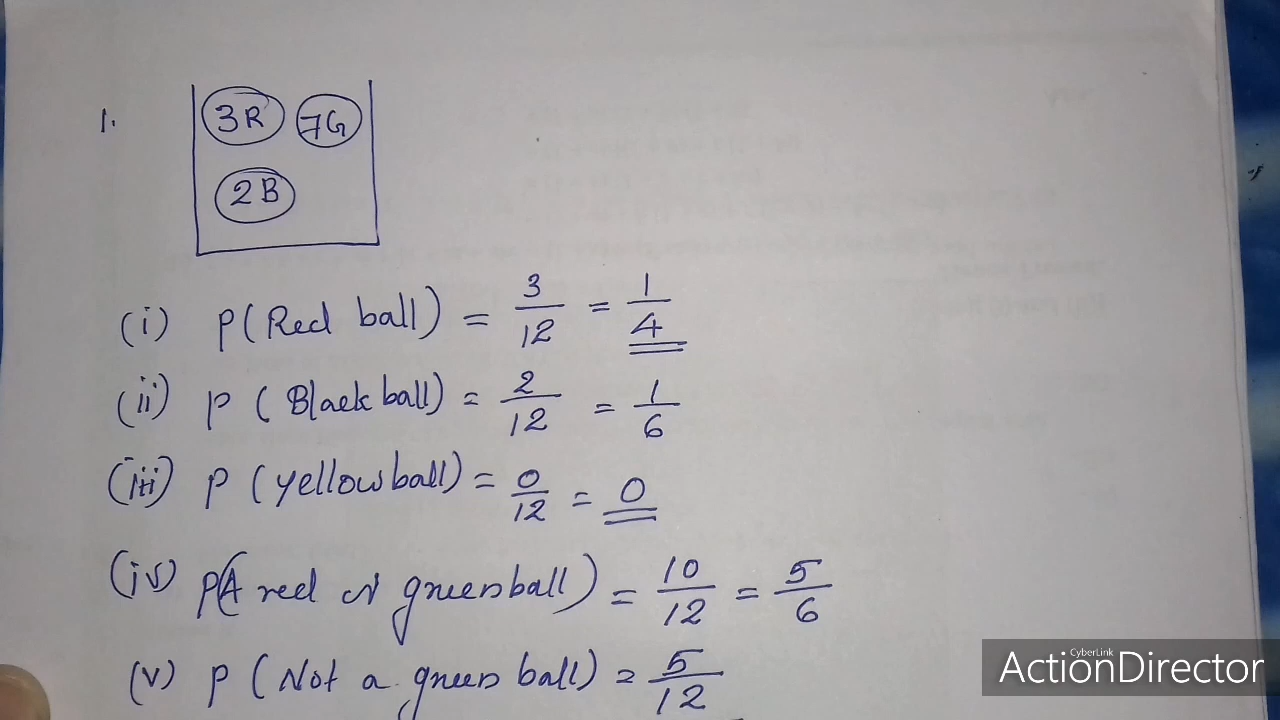 1.
3R 7G
2B
(i) P(Red ball) = 3/12 = 1/4
(ii) P (Black ball) = 2/12 = 1/6
(iii) P (yellow ball) = 0/12 = 0
(iv) P(A red or green ball) = 10/12 = 5/6
(v) P (Not a green ball) = 5/12
CyberLink
ActionDirector